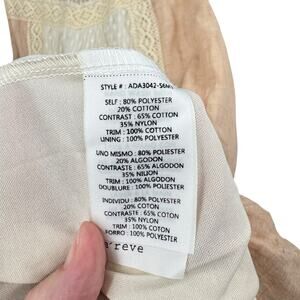 STYLE # : ADA3042-S6M
SELF : 80% POLYESTER
20% COTTON
CONTRAST : 65% COTTON
35% NYLON
TRIM : 100% COTTON
LINING : 100% POLYESTER
UNO MISMO : 80% POLIESTER
20% ALGODON
CONTRASTE : 65% ALGODON
35% NILION
TRIM : 100% ALGODON
DOUBLURE : 100% POLIESTER
INDIVIDU : 80% POLYESTER
20% COTON
CONTRASTE : 65% COTON
35% NYLON
TRIM : 100% COTON
FORRO : 100% POLYESTER
a'reve